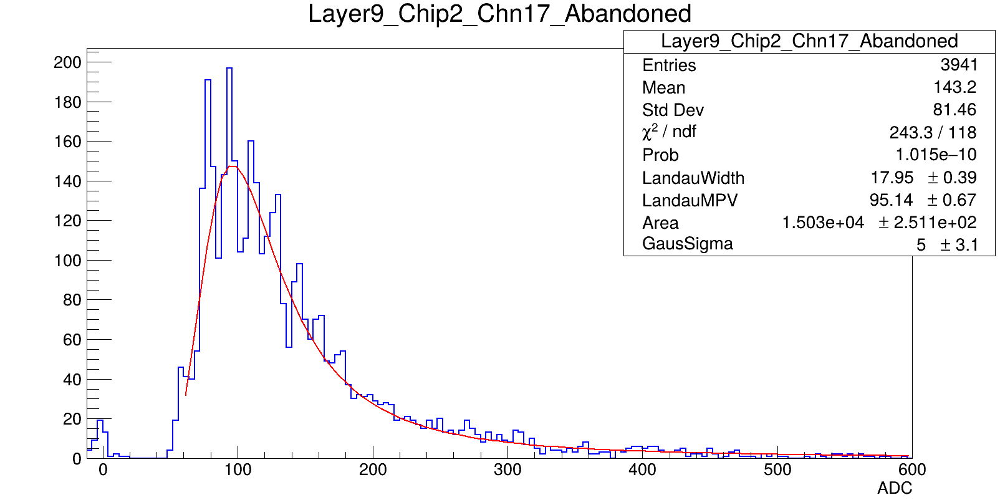 Layer9_Chip2_Chn17_Abandoned
Layer9_Chip2_Chn17_Abandoned
Entries 3941
Mean 143.2
Std Dev 81.46
χ² / ndf 243.3 / 118
Prob 1.015e−10
LandauWidth 17.95 ± 0.39
LandauMPV 95.14 ± 0.67
Area 1.503e+04 ± 2.511e+02
GausSigma 5 ± 3.1
200
180
160
140
120
100
80
60
40
20
0
0 100 200 300 400 500 600
ADC